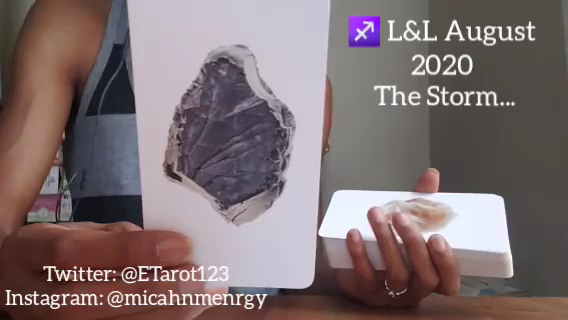 ♐ L&L August
2020
The Storm...
Twitter: @ETarot123
Instagram: @micahnmenrgy